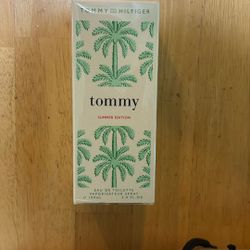 TOMMY HILFIGER
tommy
SUMMER EDITION
EAU DE TOILETTE
VAPORISATEUR SPRAY